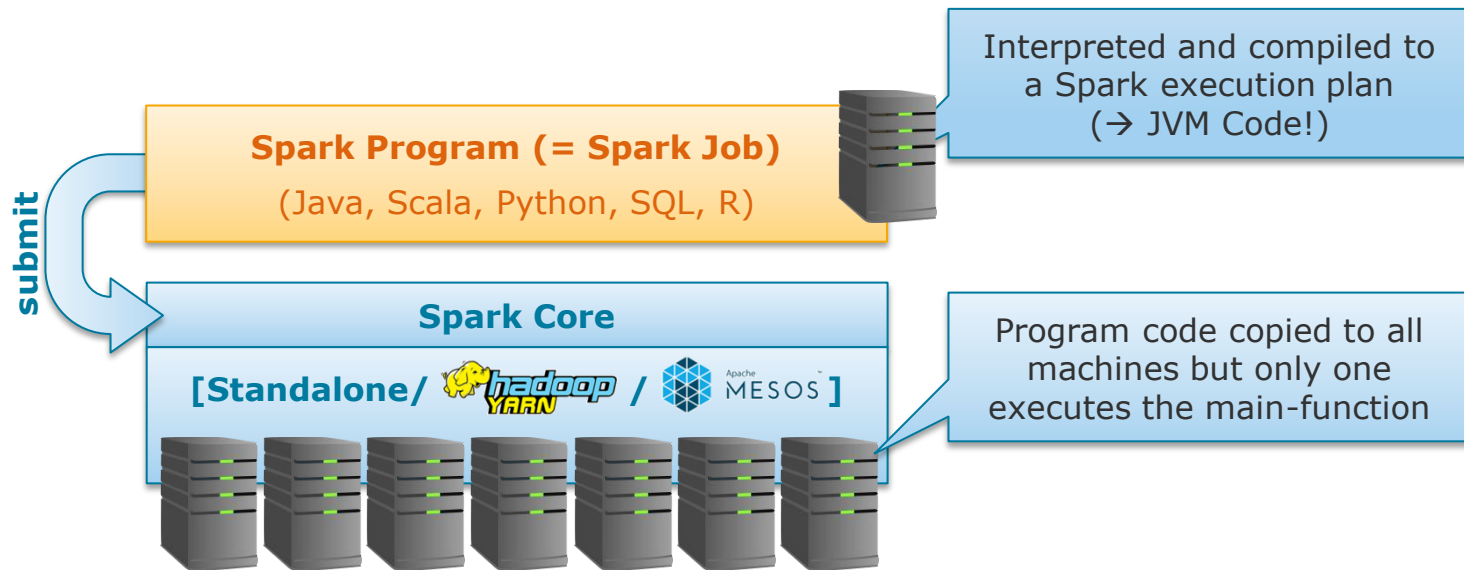 Interpreted and compiled to
a Spark execution plan
(→ JVM Code!)
Spark Program (= Spark Job)
(Java, Scala, Python, SQL, R)
submit
Spark Core
[Standalone/ hadoop YARN / Apache MESOS™ ]
Program code copied to all
machines but only one
executes the main-function